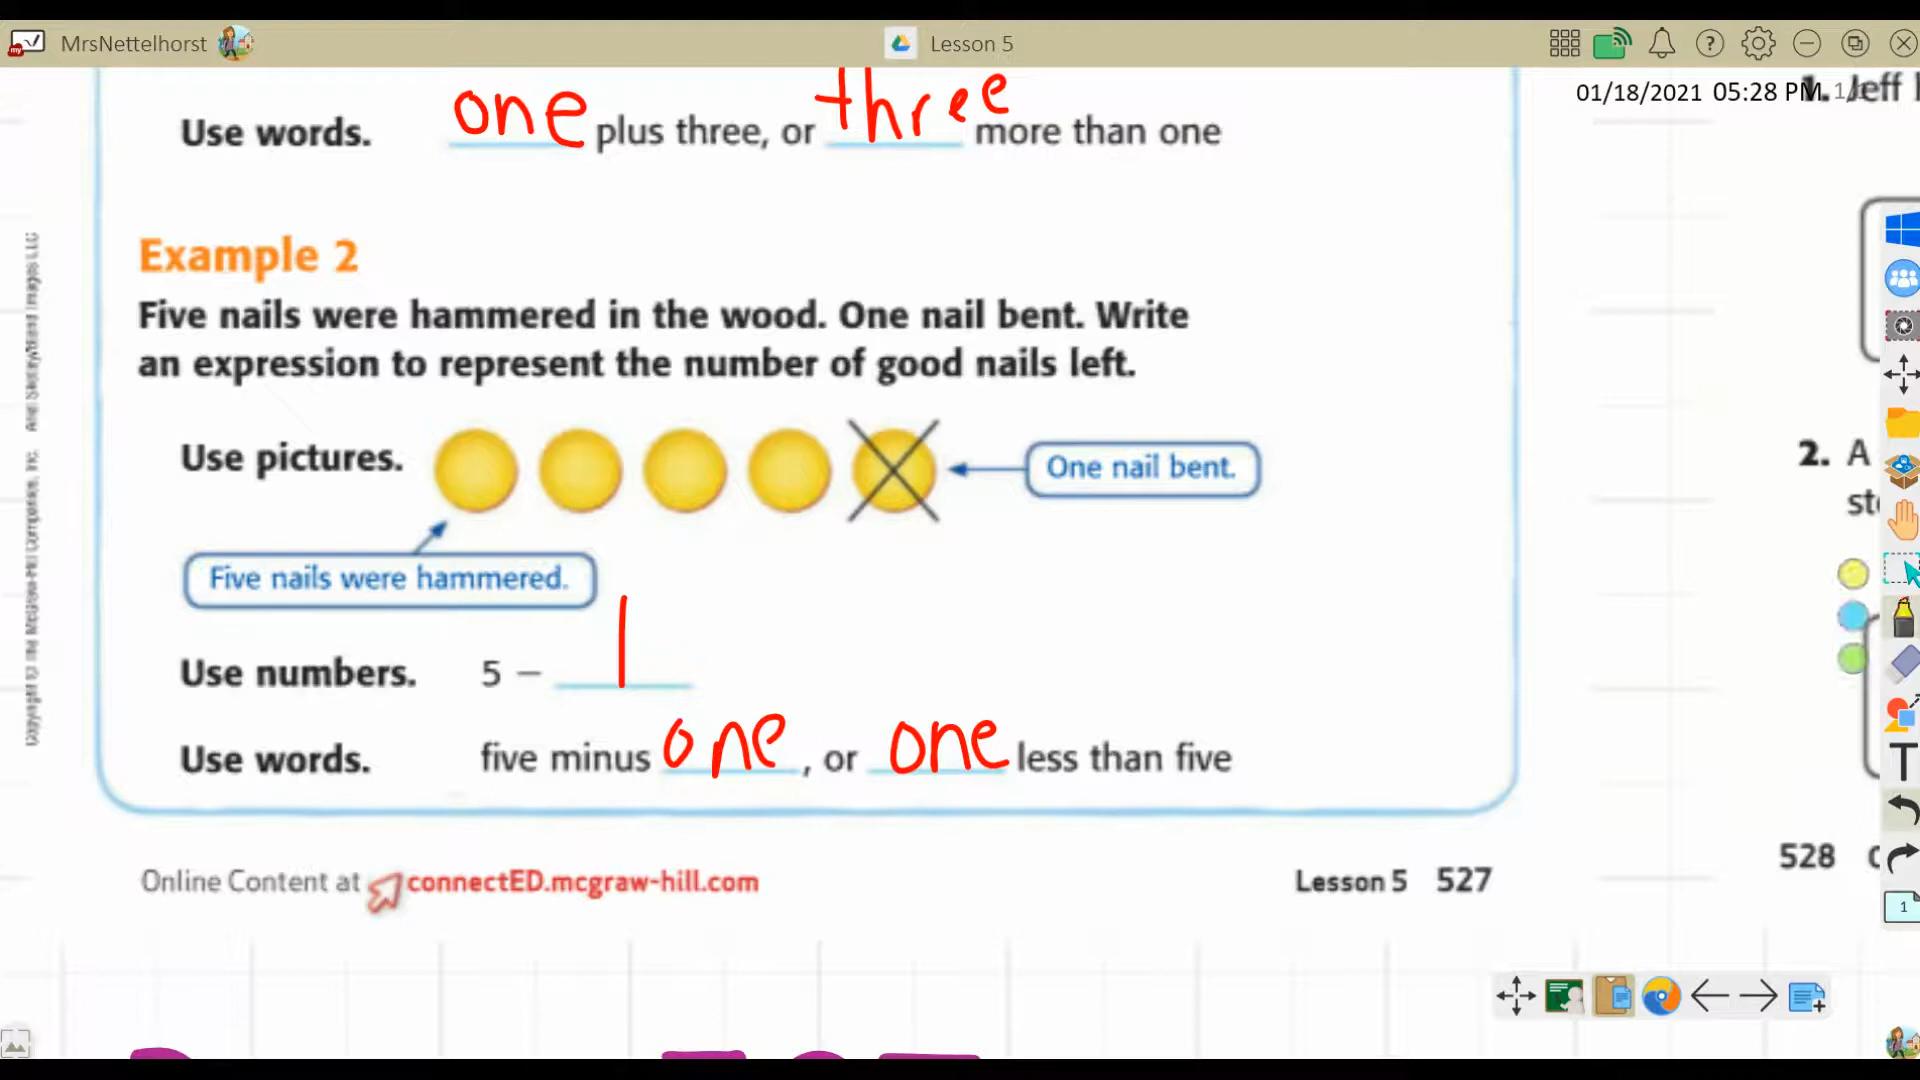 MrsNettelhorst
Lesson 5
01/18/2021 05:28 PM
1. Jeff
Use words. one plus three, or three more than one
Example 2
Five nails were hammered in the wood. One nail bent. Write
an expression to represent the number of good nails left.
Use pictures.
One nail bent.
Five nails were hammered.
Use numbers. 5 – 1
Use words. five minus one, or one less than five
Online Content at connectED.mcgraw-hill.com
Lesson 5 527
2. A
528
T
1